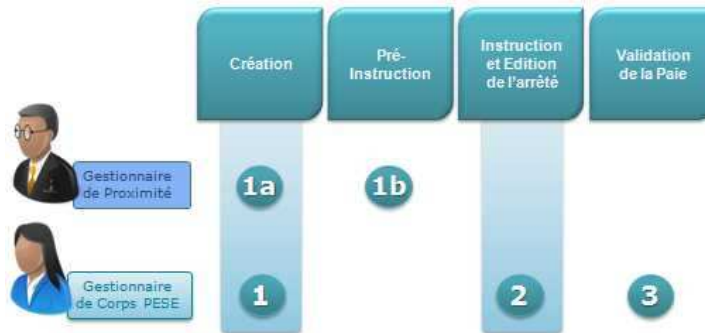 Création
Pré-
Instruction
Instruction
et Edition
de l'arrêté
Validation
de la Paie
Gestionnaire
de Proximité
1a
1b
Gestionnaire
de Corps PESE
1
2
3